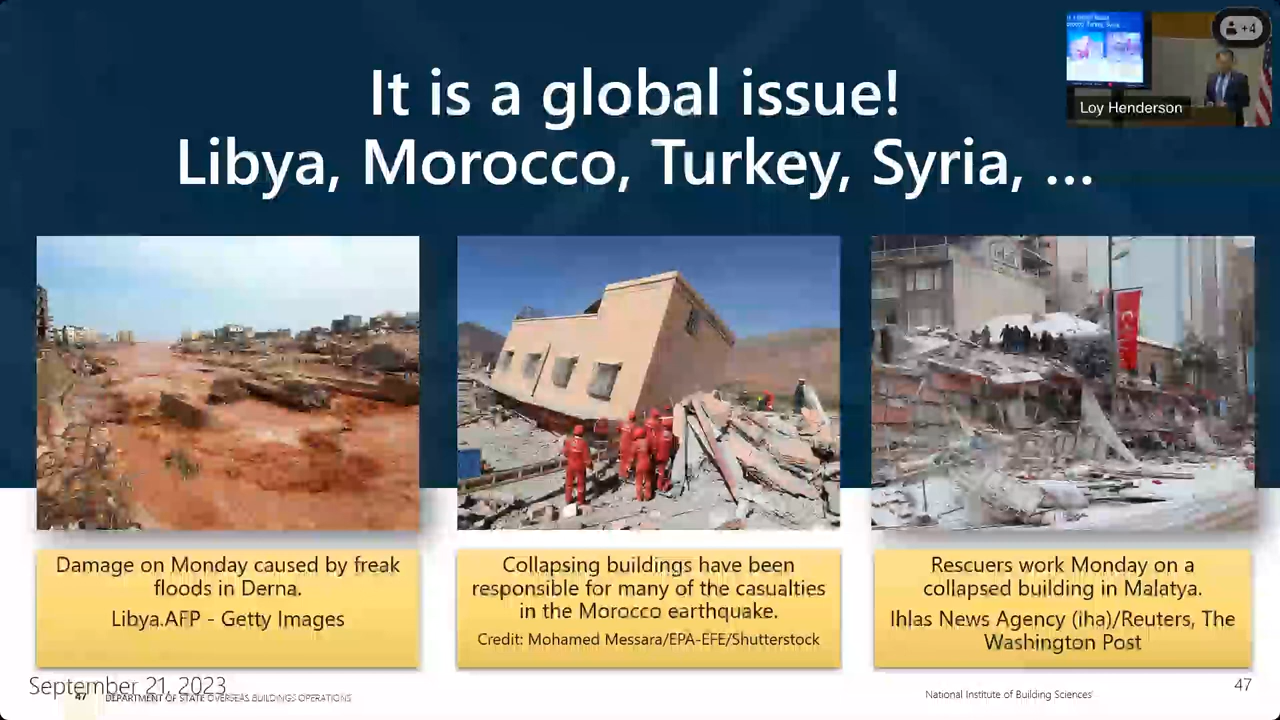 It is a global issue!
Libya, Morocco, Turkey, Syria, ...
+4
Loy Henderson
Damage on Monday caused by freak
floods in Derna.
Libya.AFP - Getty Images
Collapsing buildings have been
responsible for many of the casualties
in the Morocco earthquake.
Credit: Mohamed Messara/EPA-EFE/Shutterstock
Rescuers work Monday on a
collapsed building in Malatya.
Ihlas News Agency (iha)/Reuters, The
Washington Post
September 21, 2023
47
DEPARTMENT OF STATE OVERSEAS BUILDINGS OPERATIONS
National Institute of Building Sciences
47